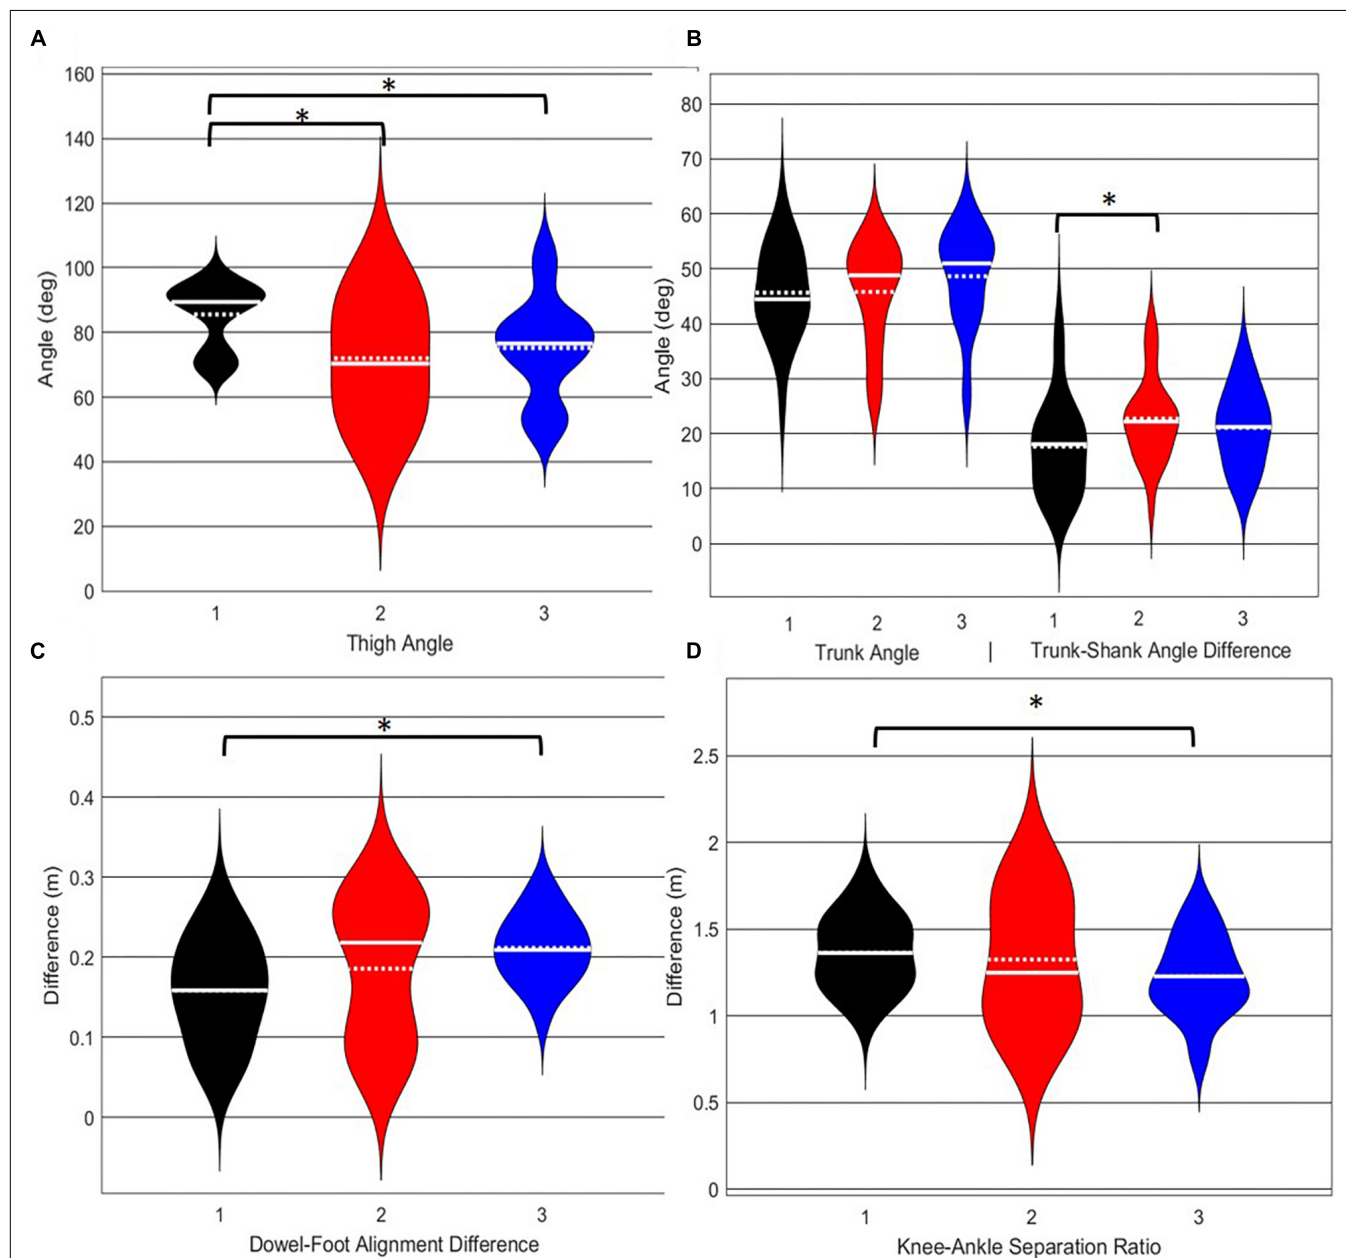 A
160
140
120
100
80
60
40
20
0
Angle (deg)
*
*
1 2 3
Thigh Angle
B
80
70
60
50
40
30
20
10
0
Angle (deg)
*
1 2 3 1 2 3
Trunk Angle | Trunk-Shank Angle Difference
C
0.5
0.4
0.3
0.2
0.1
0
Difference (m)
*
1 2 3
Dowel-Foot Alignment Difference
D
2.5
2
1.5
1
0.5
0
Difference (m)
*
1 2 3
Knee-Ankle Separation Ratio